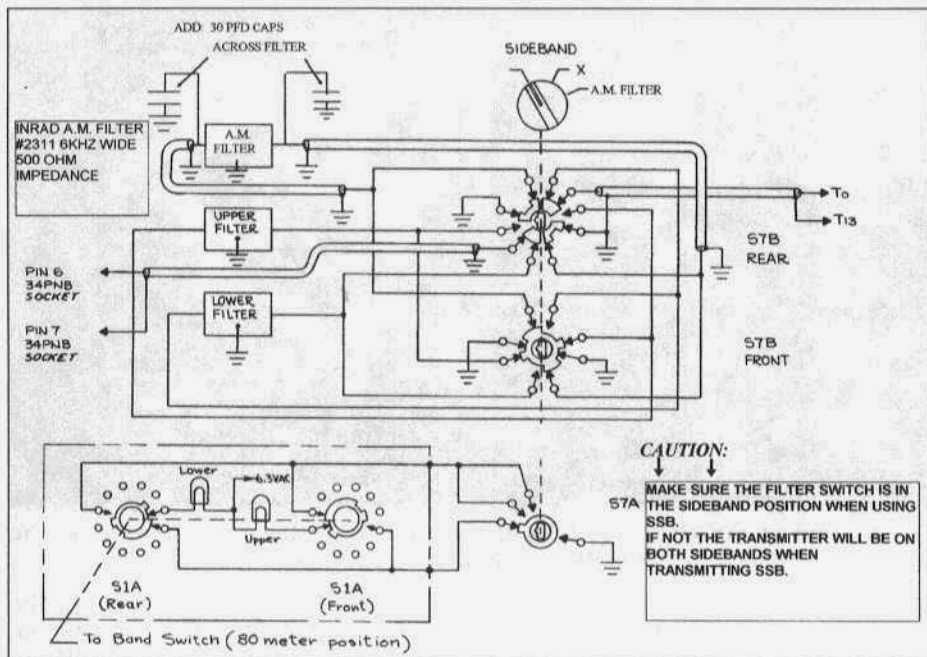 ADD: 30 PFD CAPS
ACROSS FILTER
SIDEBAND
X
A.M. FILTER
INRAD A.M. FILTER
#2311 6KHZ WIDE
500 OHM
IMPEDANCE
A.M.
FILTER
UPPER
FILTER
LOWER
FILTER
PIN 6
34PNB
SOCKET
PIN 7
34PNB
SOCKET
TO
T13
S7B
REAR
S7B
FRONT
Lower
6.3VAC
Upper
S1A
(Rear)
S1A
(Front)
To Band Switch (80 meter position)
S7A
CAUTION:
MAKE SURE THE FILTER SWITCH IS IN
THE SIDEBAND POSITION WHEN USING
SSB.
IF NOT THE TRANSMITTER WILL BE ON
BOTH SIDEBANDS WHEN
TRANSMITTING SSB.